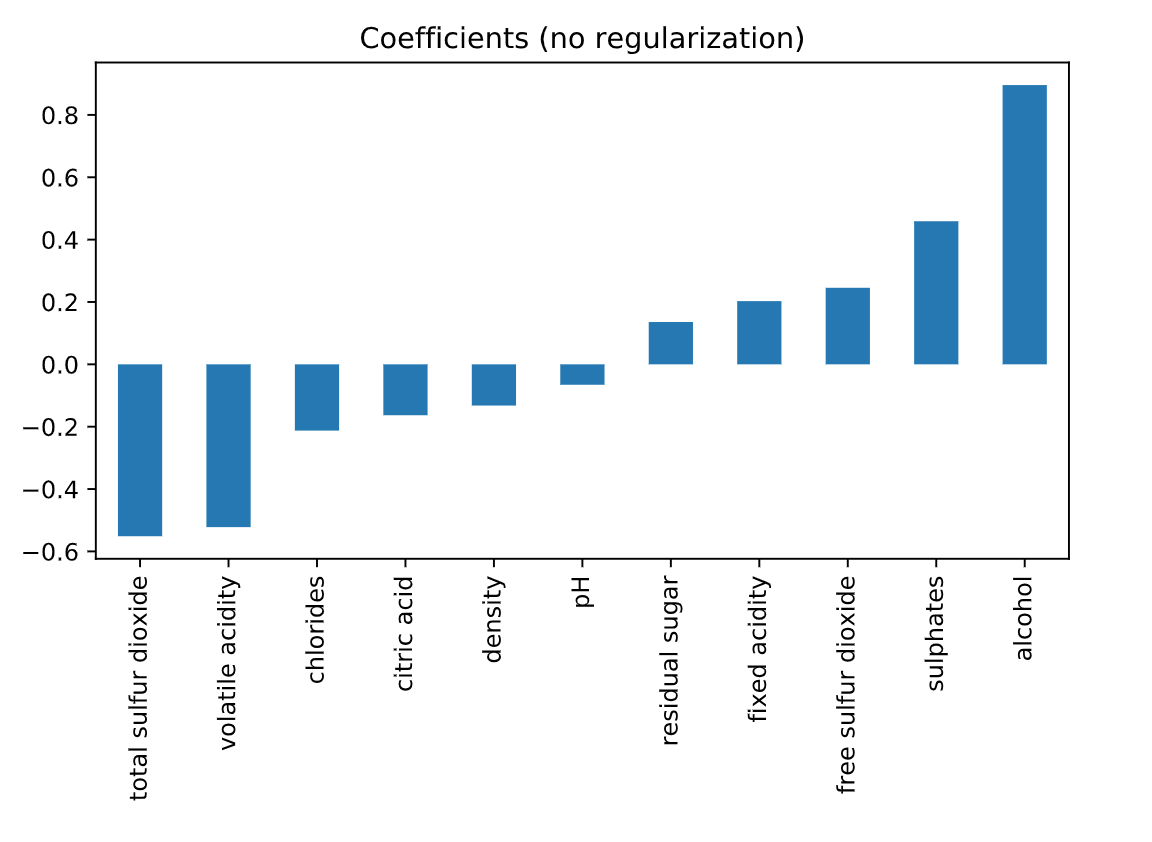 Coefficients (no regularization)
0.8
0.6
0.4
0.2
0.0
−0.2
−0.4
−0.6
total sulfur dioxide
volatile acidity
chlorides
citric acid
density
pH
residual sugar
fixed acidity
free sulfur dioxide
sulphates
alcohol